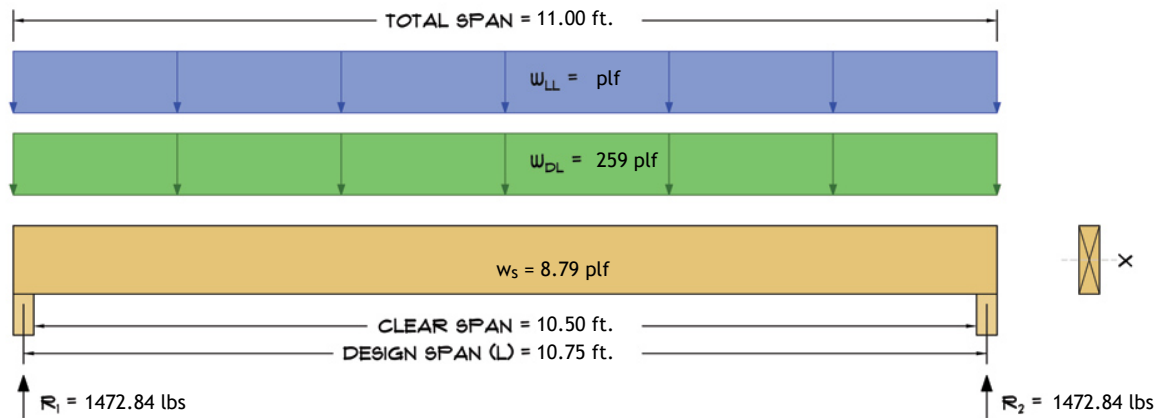 TOTAL SPAN = 11.00 ft.
wLL = plf
wDL = 259 plf
ws = 8.79 plf
X
CLEAR SPAN = 10.50 ft.
DESIGN SPAN (L) = 10.75 ft.
R1 = 1472.84 lbs
R2 = 1472.84 lbs